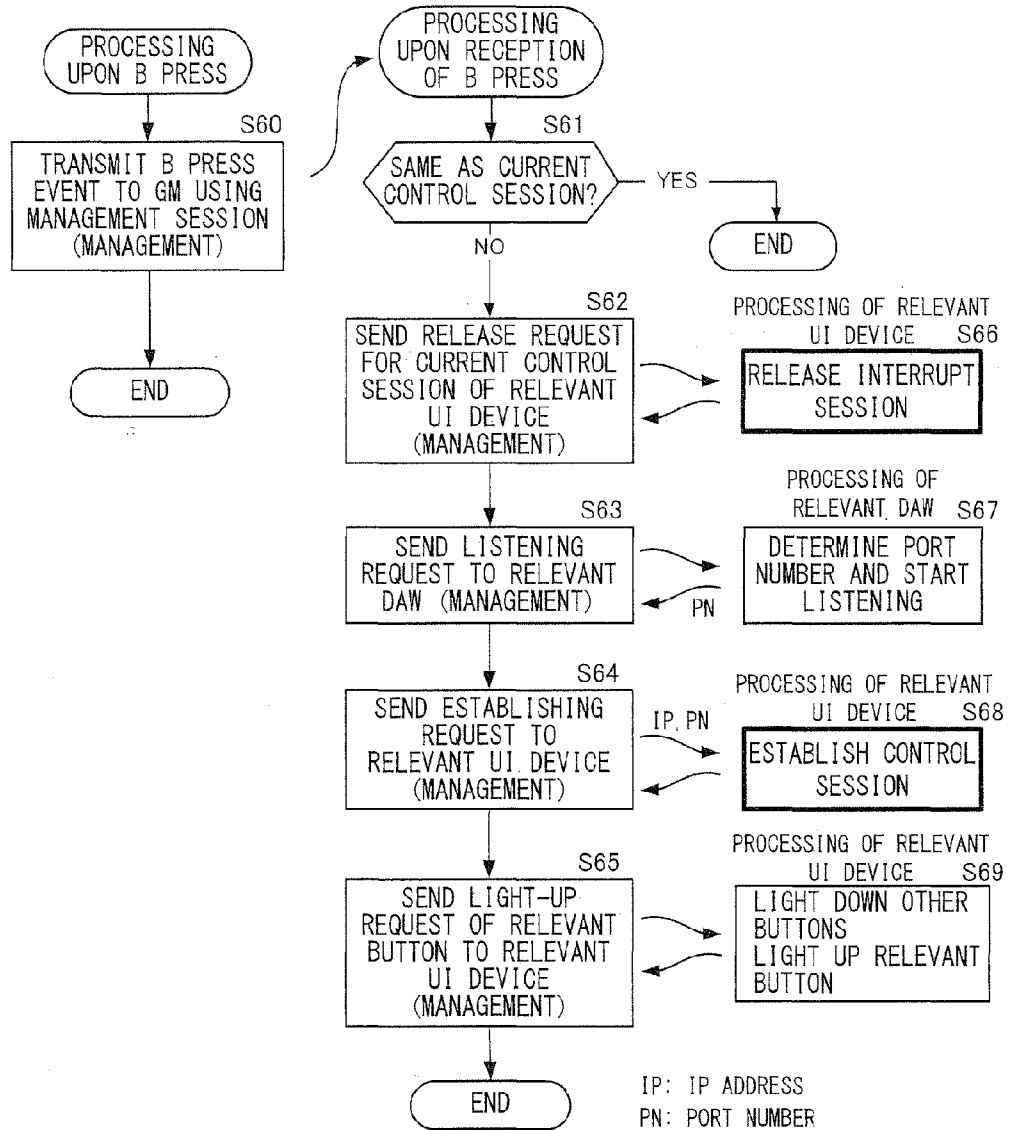 PROCESSING
UPON B PRESS
S60
TRANSMIT B PRESS
EVENT TO GM USING
MANAGEMENT SESSION
(MANAGEMENT)
END
PROCESSING
UPON RECEPTION
OF B PRESS
S61
SAME AS CURRENT
CONTROL SESSION?
YES
END
NO
S62
SEND RELEASE REQUEST
FOR CURRENT CONTROL
SESSION OF RELEVANT
UI DEVICE
(MANAGEMENT)
PROCESSING OF RELEVANT
UI DEVICE S66
RELEASE INTERRUPT
SESSION
S63
SEND LISTENING
REQUEST TO RELEVANT
DAW (MANAGEMENT)
PROCESSING OF
RELEVANT DAW S67
DETERMINE PORT
NUMBER AND START
LISTENING
PN
S64
SEND ESTABLISHING
REQUEST TO
RELEVANT UI DEVICE
(MANAGEMENT)
IP, PN
PROCESSING OF RELEVANT
UI DEVICE S68
ESTABLISH CONTROL
SESSION
S65
SEND LIGHT-UP
REQUEST OF RELEVANT
BUTTON TO RELEVANT
UI DEVICE
(MANAGEMENT)
PROCESSING OF RELEVANT
UI DEVICE S69
LIGHT DOWN OTHER
BUTTONS
LIGHT UP RELEVANT
BUTTON
END
IP: IP ADDRESS
PN: PORT NUMBER